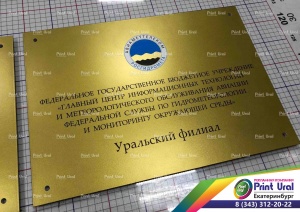 ФЕДЕРАЛЬНОЕ ГОСУДАРСТВЕННОЕ БЮДЖЕТНОЕ УЧРЕЖДЕНИЕ
«ГЛАВНЫЙ ЦЕНТР ИНФОРМАЦИОННЫХ ТЕХНОЛОГИЙ
И МЕТЕОРОЛОГИЧЕСКОГО ОБСЛУЖИВАНИЯ АВИАЦИИ
ФЕДЕРАЛЬНОЙ СЛУЖБЫ ПО ГИДРОМЕТЕОРОЛОГИИ
И МОНИТОРИНГУ ОКРУЖАЮЩЕЙ СРЕДЫ»
Уральский филиал
Print Ural
Екатеринбург
8 (343) 312-20-22